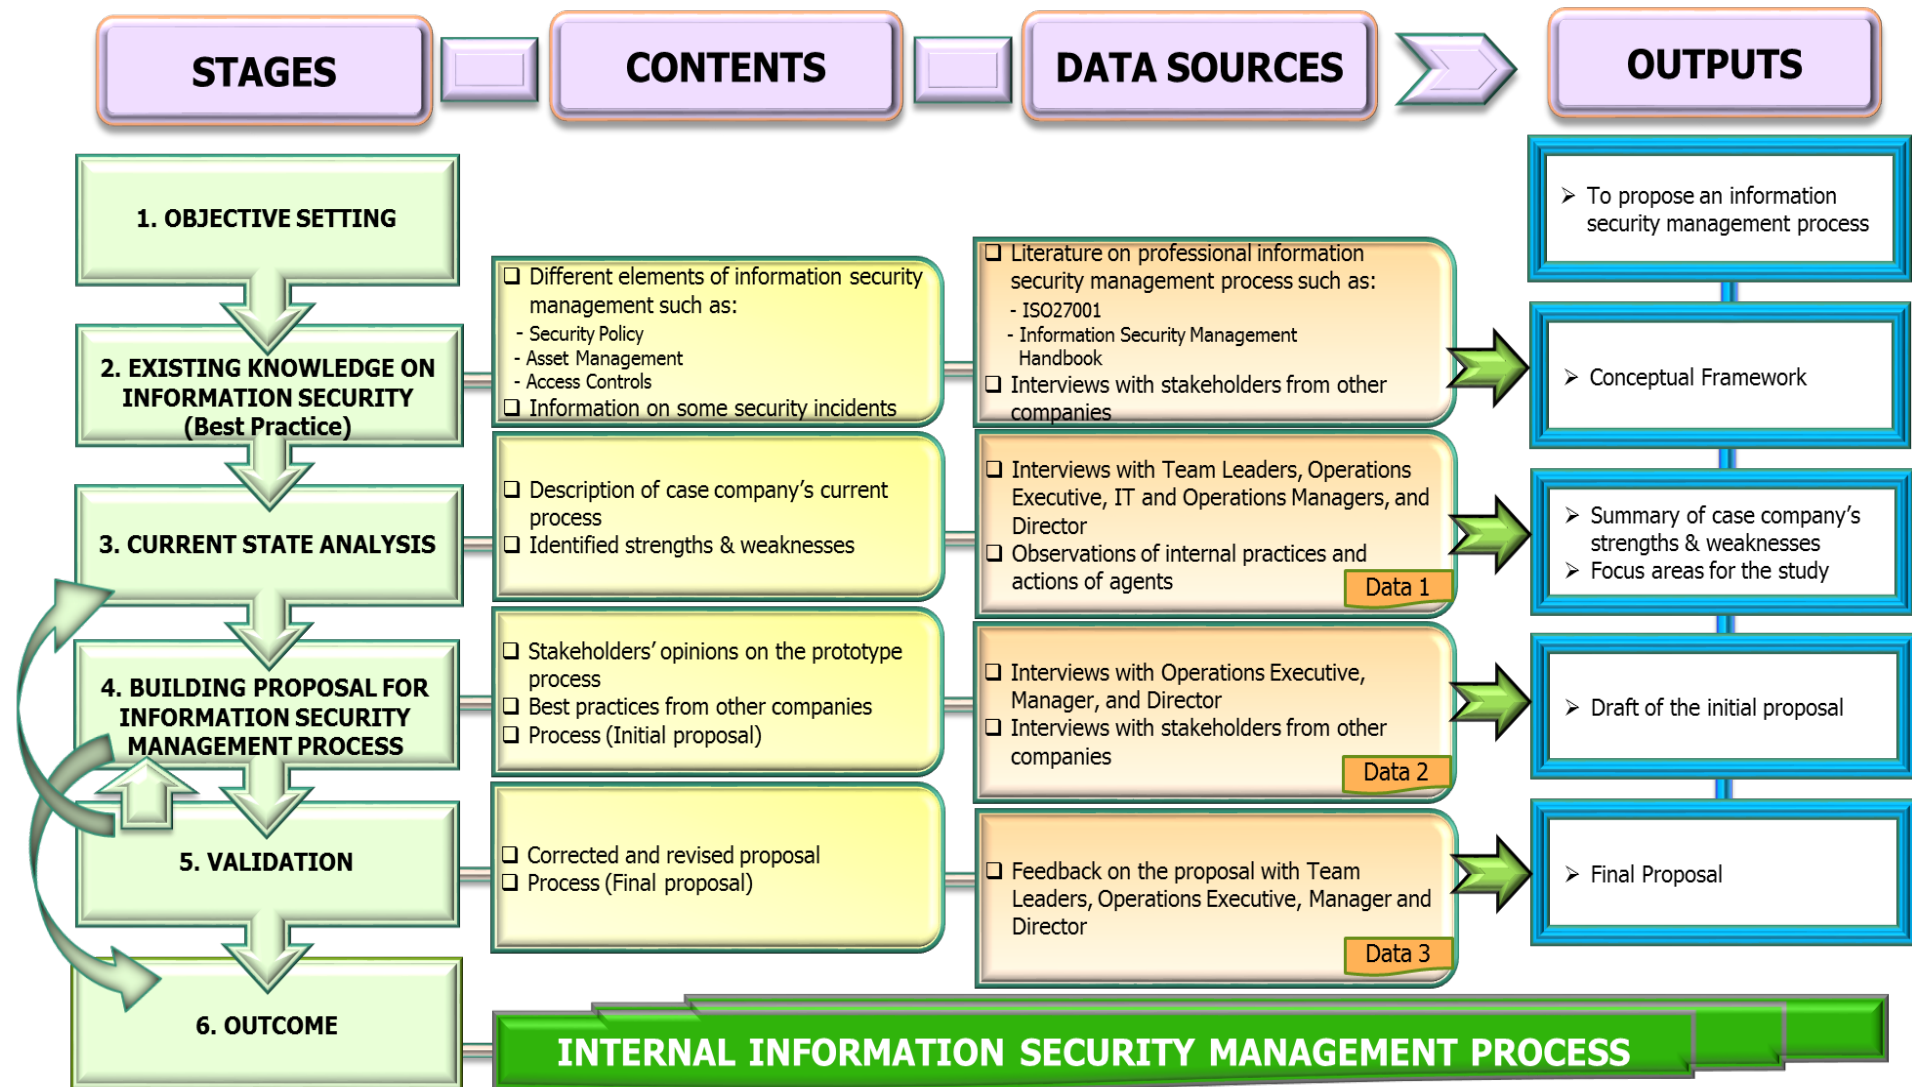 STAGES
CONTENTS
DATA SOURCES
OUTPUTS
1. OBJECTIVE SETTING
➢ To propose an information
security management process
2. EXISTING KNOWLEDGE ON
INFORMATION SECURITY
(Best Practice)
❑ Different elements of information security
management such as:
- Security Policy
- Asset Management
- Access Controls
❑ Information on some security incidents
❑ Literature on professional information
security management process such as:
- ISO27001
- Information Security Management
Handbook
❑ Interviews with stakeholders from other
companies
➢ Conceptual Framework
3. CURRENT STATE ANALYSIS
❑ Description of case company’s current
process
❑ Identified strengths & weaknesses
❑ Interviews with Team Leaders, Operations
Executive, IT and Operations Managers, and
Director
❑ Observations of internal practices and
actions of agents
Data 1
➢ Summary of case company’s
strengths & weaknesses
➢ Focus areas for the study
4. BUILDING PROPOSAL FOR
INFORMATION SECURITY
MANAGEMENT PROCESS
❑ Stakeholders’ opinions on the prototype
process
❑ Best practices from other companies
❑ Process (Initial proposal)
❑ Interviews with Operations Executive,
Manager, and Director
❑ Interviews with stakeholders from other
companies
Data 2
➢ Draft of the initial proposal
5. VALIDATION
❑ Corrected and revised proposal
❑ Process (Final proposal)
❑ Feedback on the proposal with Team
Leaders, Operations Executive, Manager and
Director
Data 3
➢ Final Proposal
6. OUTCOME
INTERNAL INFORMATION SECURITY MANAGEMENT PROCESS